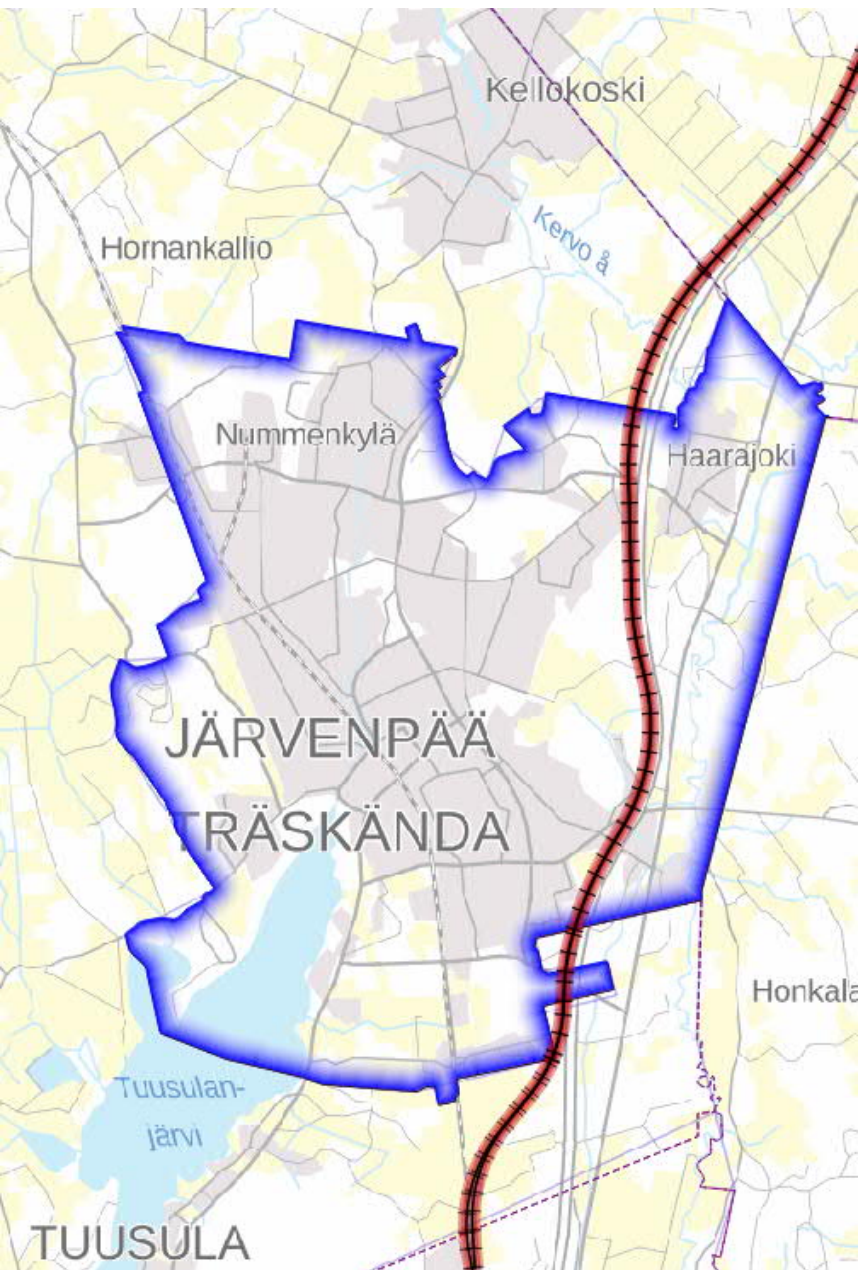 Kellokoski
Kervo å
Hornankallio
Nummenkylä
Haarajoki
JÄRVENPÄÄ
TRÄSKÄNDA
Honkala
Tuusulan-
järvi
TUUSULA